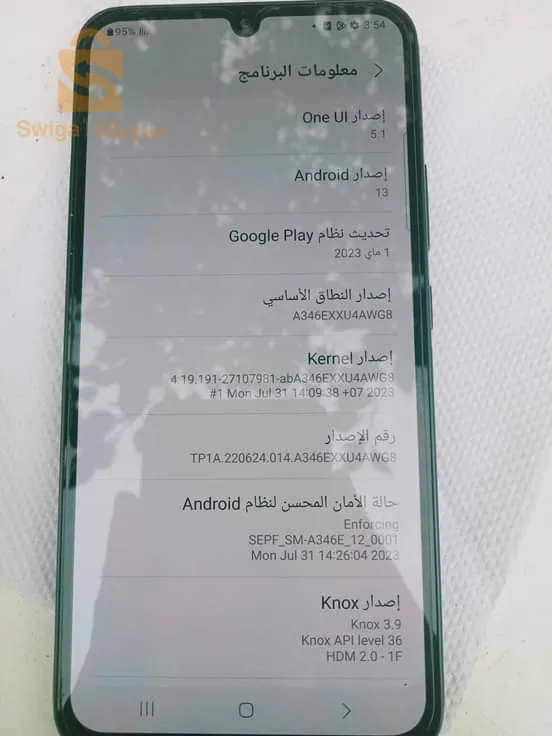 95%
3:54
معلومات البرنامج
Swiga سويقة
إصدار One UI
5.1
إصدار Android
13
تحديث نظام Google Play
1 ماي 2023
إصدار النطاق الأساسي
A346EXXU4AWG8
إصدار Kernel
4.19.191-27107981-abA346EXXU4AWG8
#1 Mon Jul 31 14:09:38 +07 2023
رقم الإصدار
TP1A.220624.014.A346EXXU4AWG8
حالة الأمان المحسن لنظام Android
Enforcing
SEPF_SM-A346E_12_0001
Mon Jul 31 14:26:04 2023
إصدار Knox
Knox 3.9
Knox API level 36
HDM 2.0 - 1F